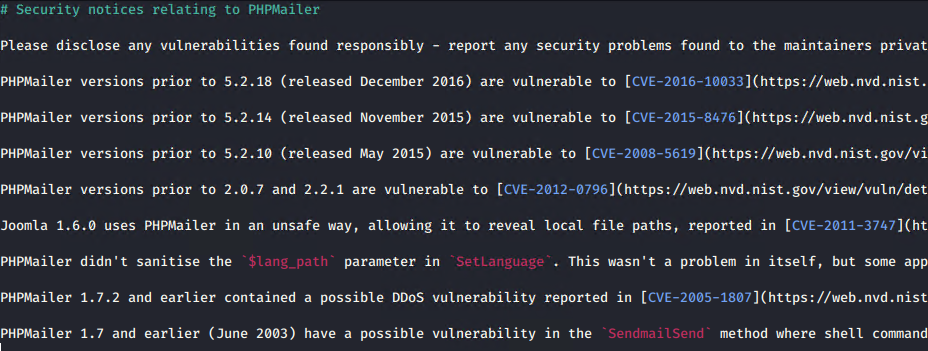 # Security notices relating to PHPMailer
Please disclose any vulnerabilities found responsibly - report any security problems found to the maintainers privat
PHPMailer versions prior to 5.2.18 (released December 2016) are vulnerable to [CVE-2016-10033](https://web.nvd.nist.
PHPMailer versions prior to 5.2.14 (released November 2015) are vulnerable to [CVE-2015-8476](https://web.nvd.nist.g
PHPMailer versions prior to 5.2.10 (released May 2015) are vulnerable to [CVE-2008-5619](https://web.nvd.nist.gov/vi
PHPMailer versions prior to 2.0.7 and 2.2.1 are vulnerable to [CVE-2012-0796](https://web.nvd.nist.gov/view/vuln/det
Joomla 1.6.0 uses PHPMailer in an unsafe way, allowing it to reveal local file paths, reported in [CVE-2011-3747](ht
PHPMailer didn't sanitise the `$lang_path` parameter in `SetLanguage`. This wasn't a problem in itself, but some app
PHPMailer 1.7.2 and earlier contained a possible DDoS vulnerability reported in [CVE-2005-1807](https://web.nvd.nist
PHPMailer 1.7 and earlier (June 2003) have a possible vulnerability in the `SendmailSend` method where shell command